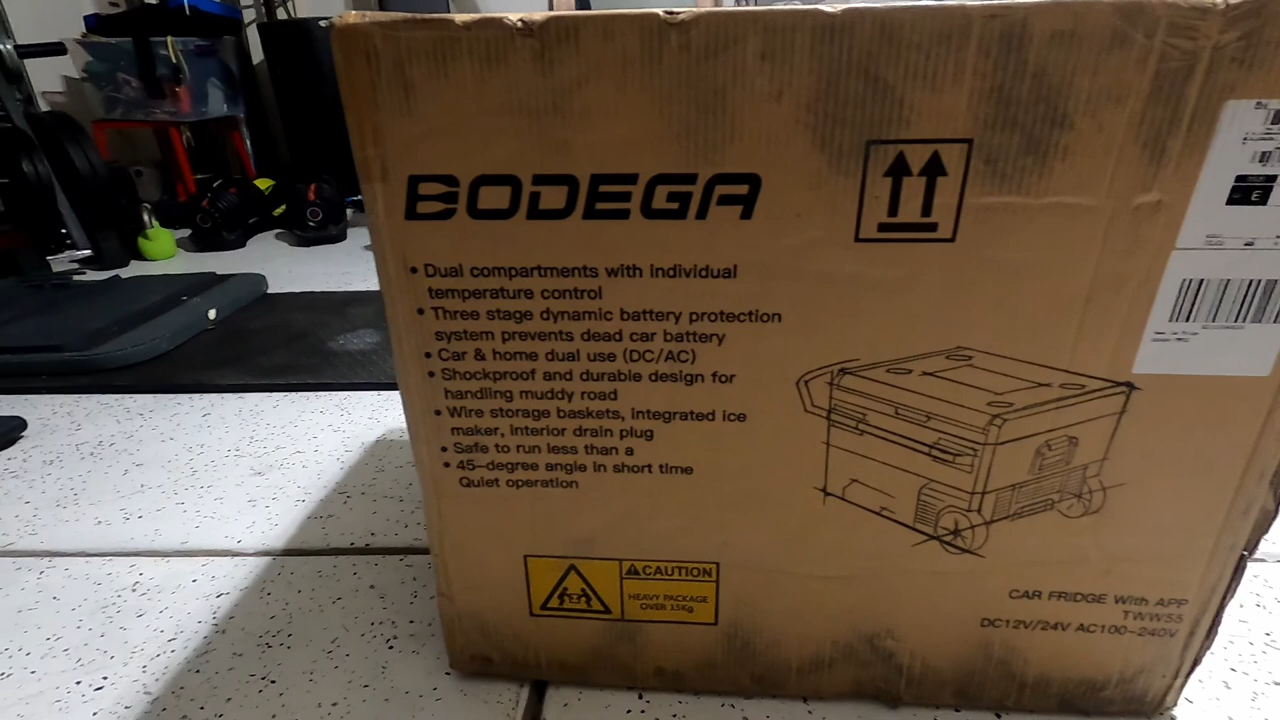 BODEGA
• Dual compartments with individual
temperature control
• Three stage dynamic battery protection
system prevents dead car battery
• Car & home dual use (DC/AC)
• Shockproof and durable design for
handling muddy road
• Wire storage baskets, integrated ice
maker, interior drain plug
• Safe to run less than a
• 45-degree angle in short time
Quiet operation
CAUTION
HEAVY PACKAGE
OVER 15Kg
CAR FRIDGE With APP
TWW55
DC12V/24V AC100-240V